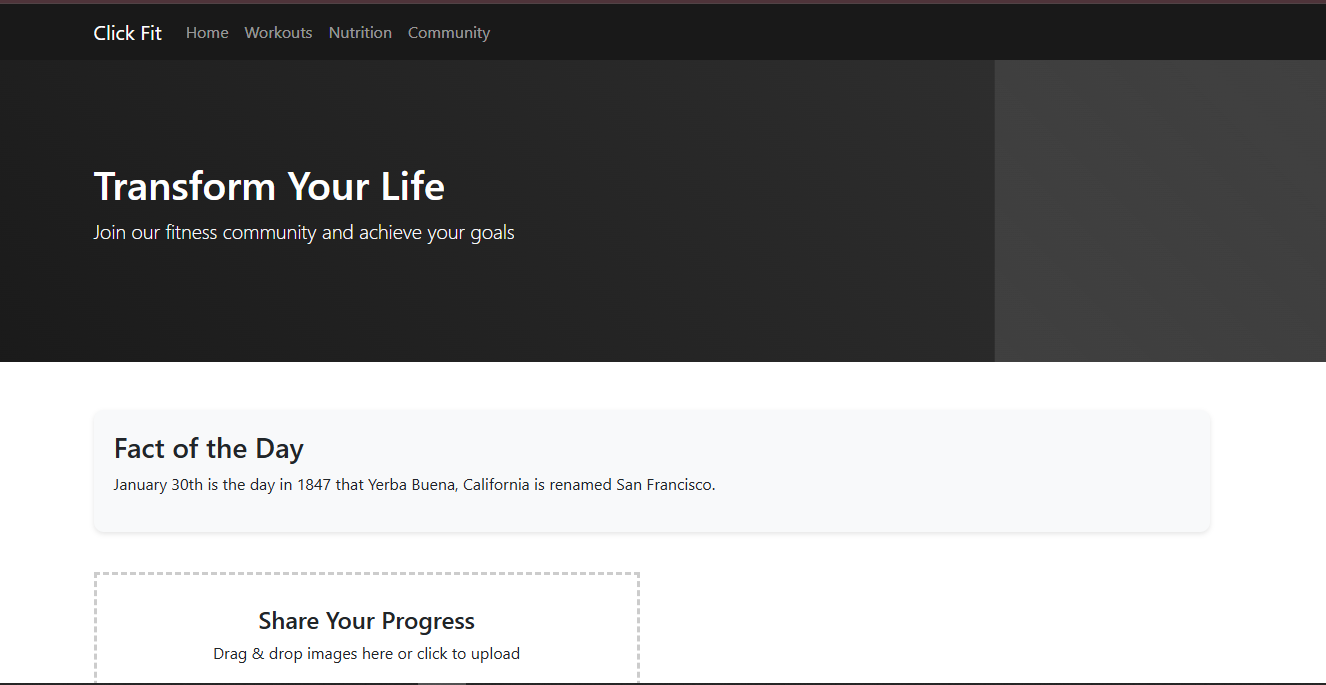 Click Fit Home Workouts Nutrition Community
Transform Your Life
Join our fitness community and achieve your goals
Fact of the Day
January 30th is the day in 1847 that Yerba Buena, California is renamed San Francisco.
Share Your Progress
Drag & drop images here or click to upload